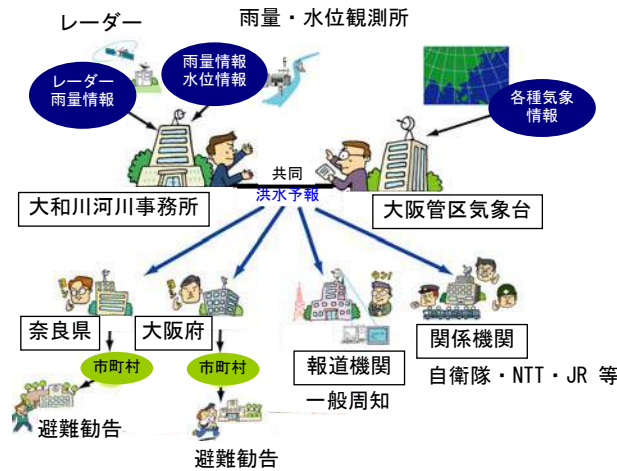 レーダー
雨量・水位観測所
レーダー
雨量情報
雨量情報
水位情報
各種気象
情報
共同
洪水予報
大和川河川事務所
大阪管区気象台
奈良県
大阪府
報道機関
関係機関
市町村
市町村
一般周知
自衛隊・NTT・JR 等
避難勧告
避難勧告